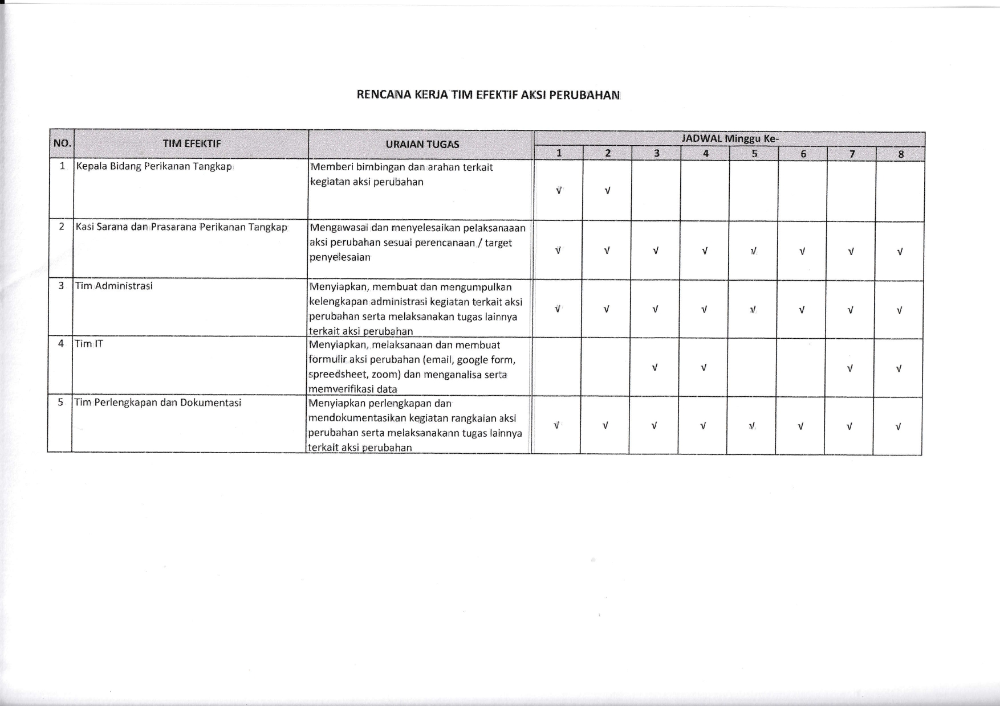 RENCANA KERJA TIM EFEKTIF AKSI PERUBAHAN
NO. TIM EFEKTIF URAIAN TUGAS JADWAL Minggu Ke-
1 2 3 4 5 6 7 8
1 Kepala Bidang Perikanan Tangkap Memberi bimbingan dan arahan terkait
kegiatan aksi perubahan
√ √
2 Kasi Sarana dan Prasarana Perikanan Tangkap Mengawasai dan menyelesaikan pelaksanaaan
aksi perubahan sesuai perencanaan / target
penyelesaian
√ √ √ √ √ √ √ √
3 Tim Administrasi Menyiapkan, membuat dan mengumpulkan
kelengkapan administrasi kegiatan terkait aksi
perubahan serta melaksanakan tugas lainnya
terkait aksi perubahan
√ √ √ √ √ √ √ √
4 Tim IT Menyiapkan, melaksanaan dan membuat
formulir aksi perubahan (email, google form,
spreedsheet, zoom) dan menganalisa serta
memverifikasi data
√ √ √ √
5 Tim Perlengkapan dan Dokumentasi Menyiapkan perlengkapan dan
mendokumentasikan kegiatan rangkaian aksi
perubahan serta melaksanakann tugas lainnya
terkait aksi perubahan
√ √ √ √ √ √ √ √